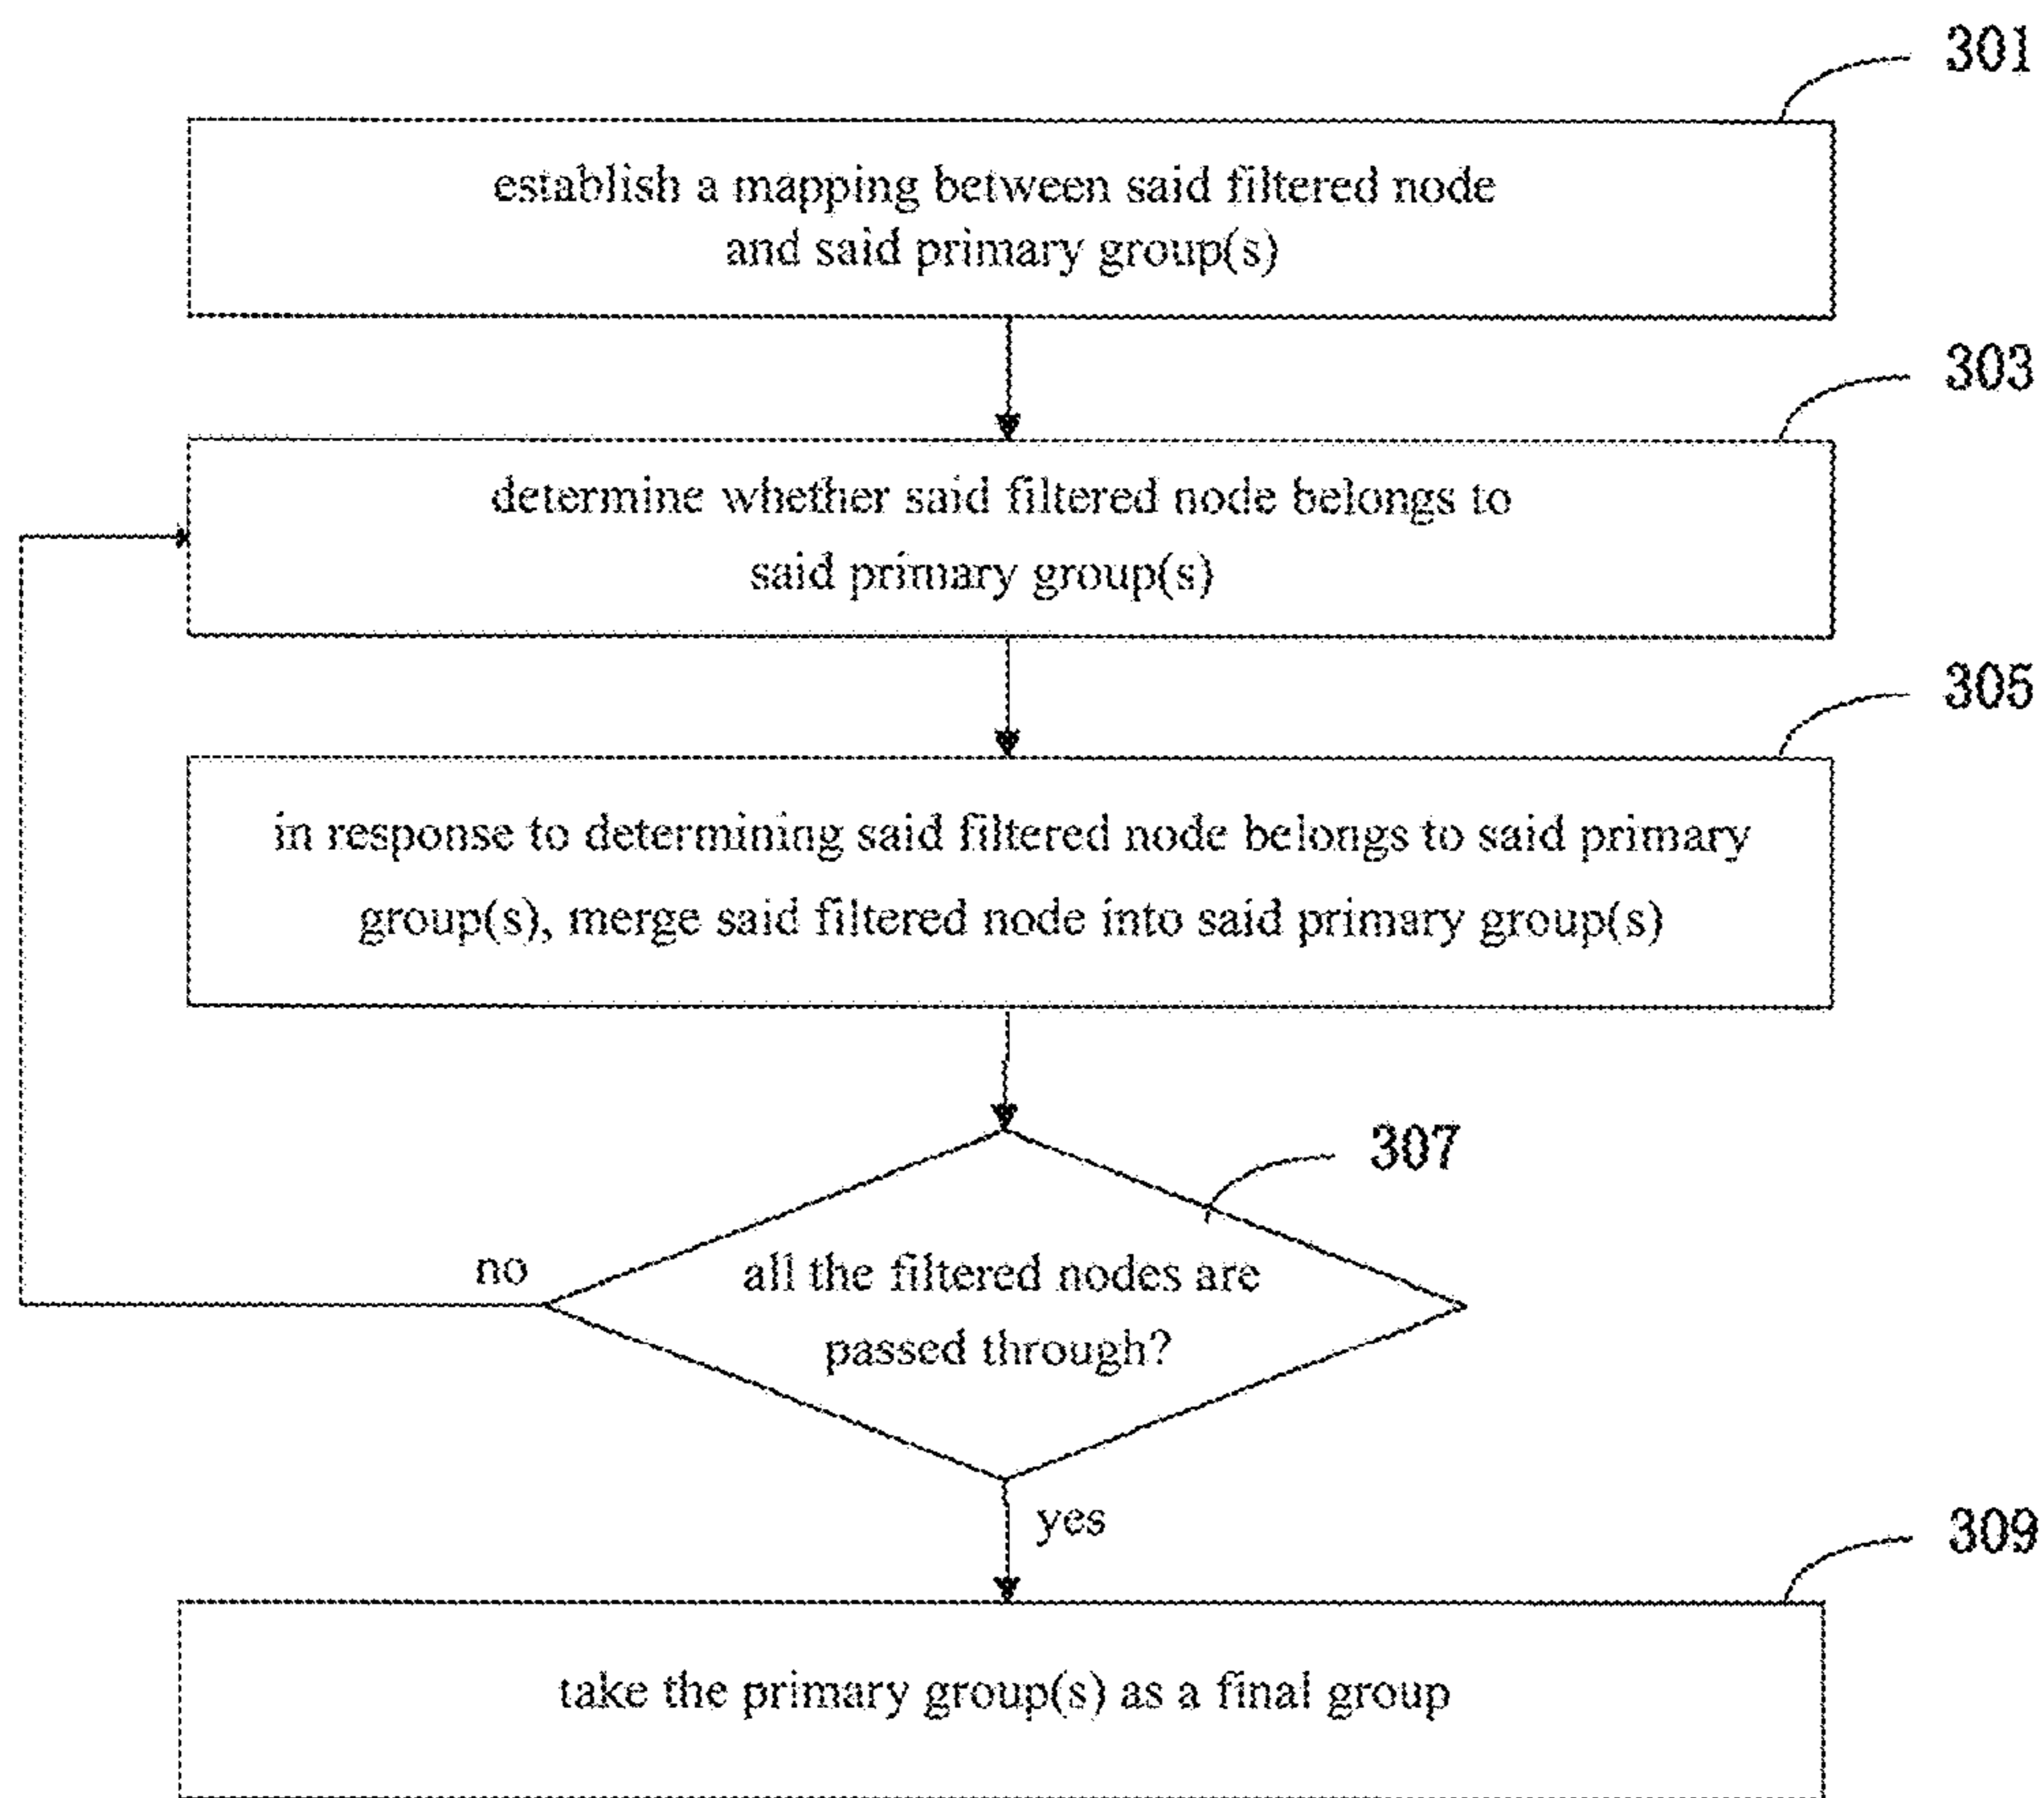 301
establish a mapping between said filtered node
and said primary group(s)
303
determine whether said filtered node belongs to
said primary group(s)
305
in response to determining said filtered node belongs to said primary
group(s), merge said filtered node into said primary group(s)
307
no
all the filtered nodes are
passed through?
yes
309
take the primary group(s) as a final group